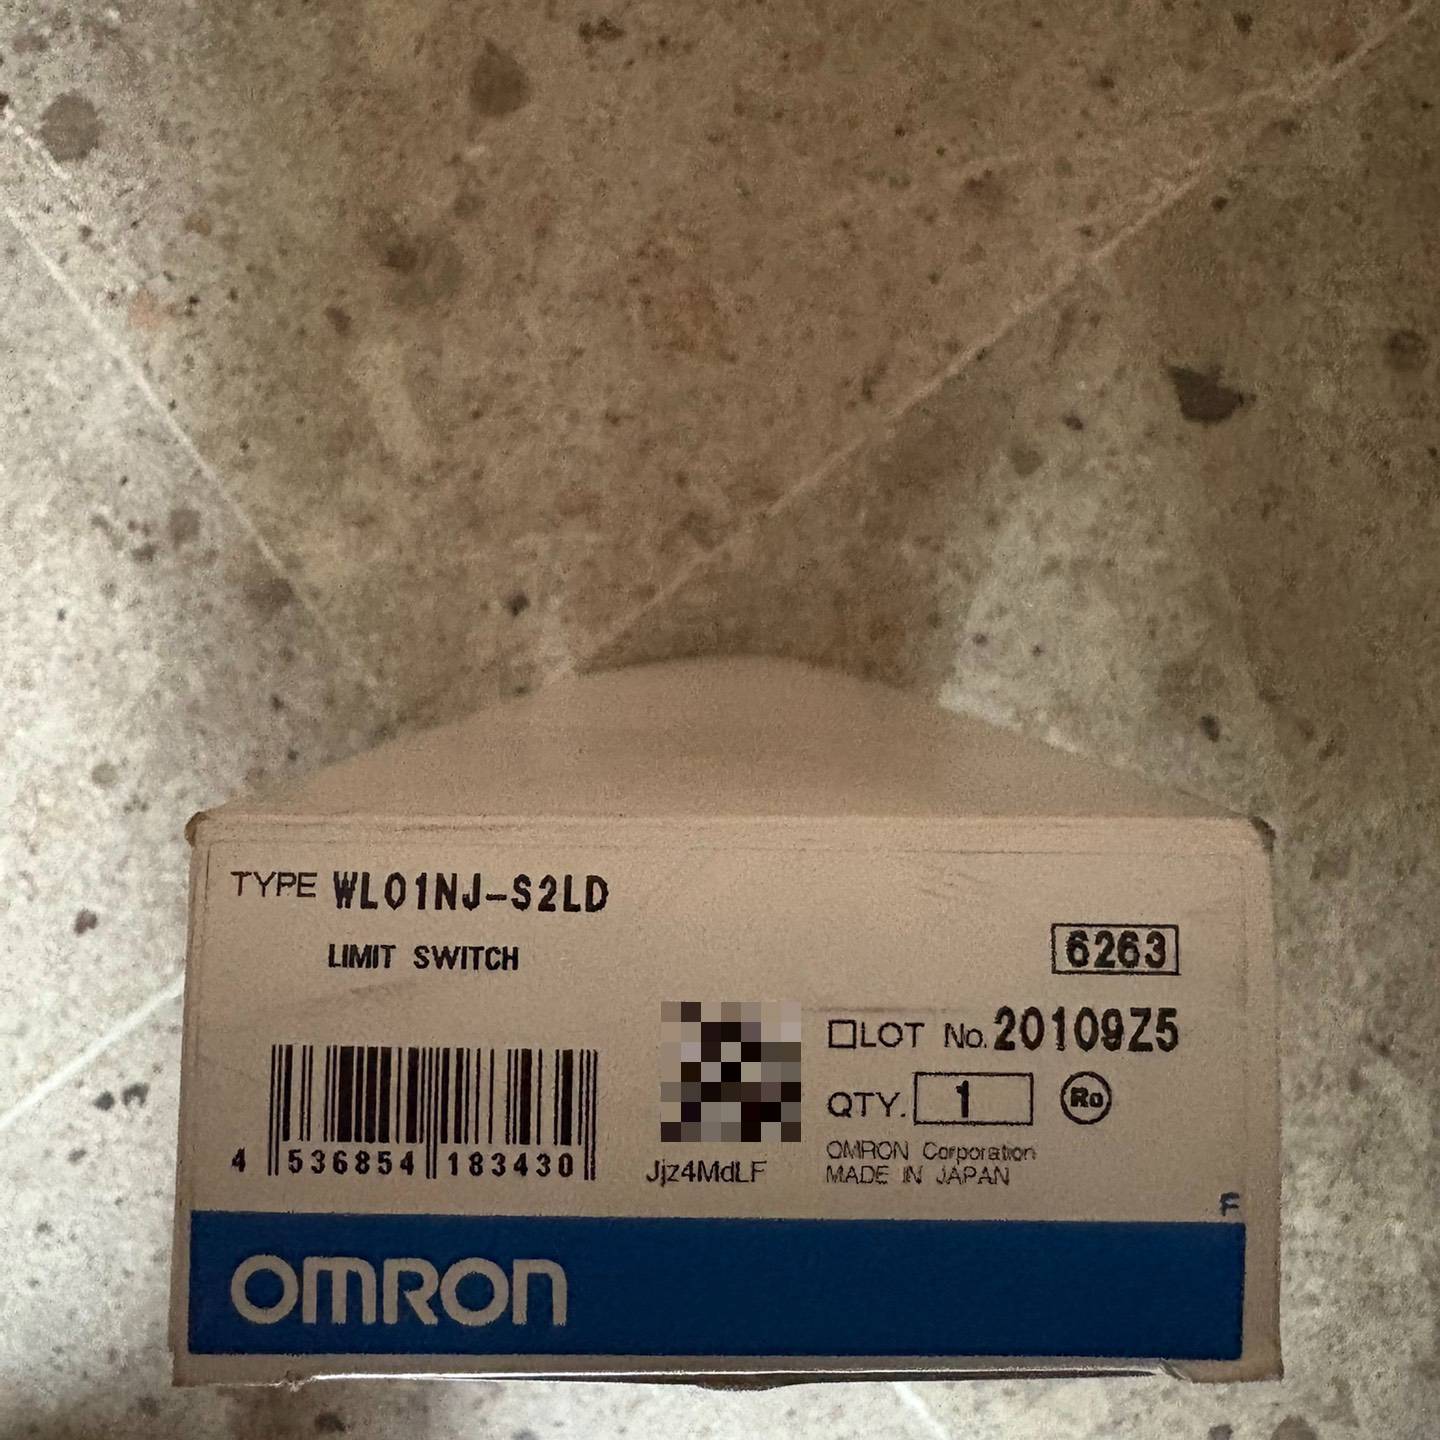 TYPE WL01NJ-S2LD
LIMIT SWITCH
6263
LOT No. 20109Z5
QTY. 1 Ro
4 536854 183430
Jjz4MdLF
OMRON Corporation
MADE IN JAPAN
F
OMRON